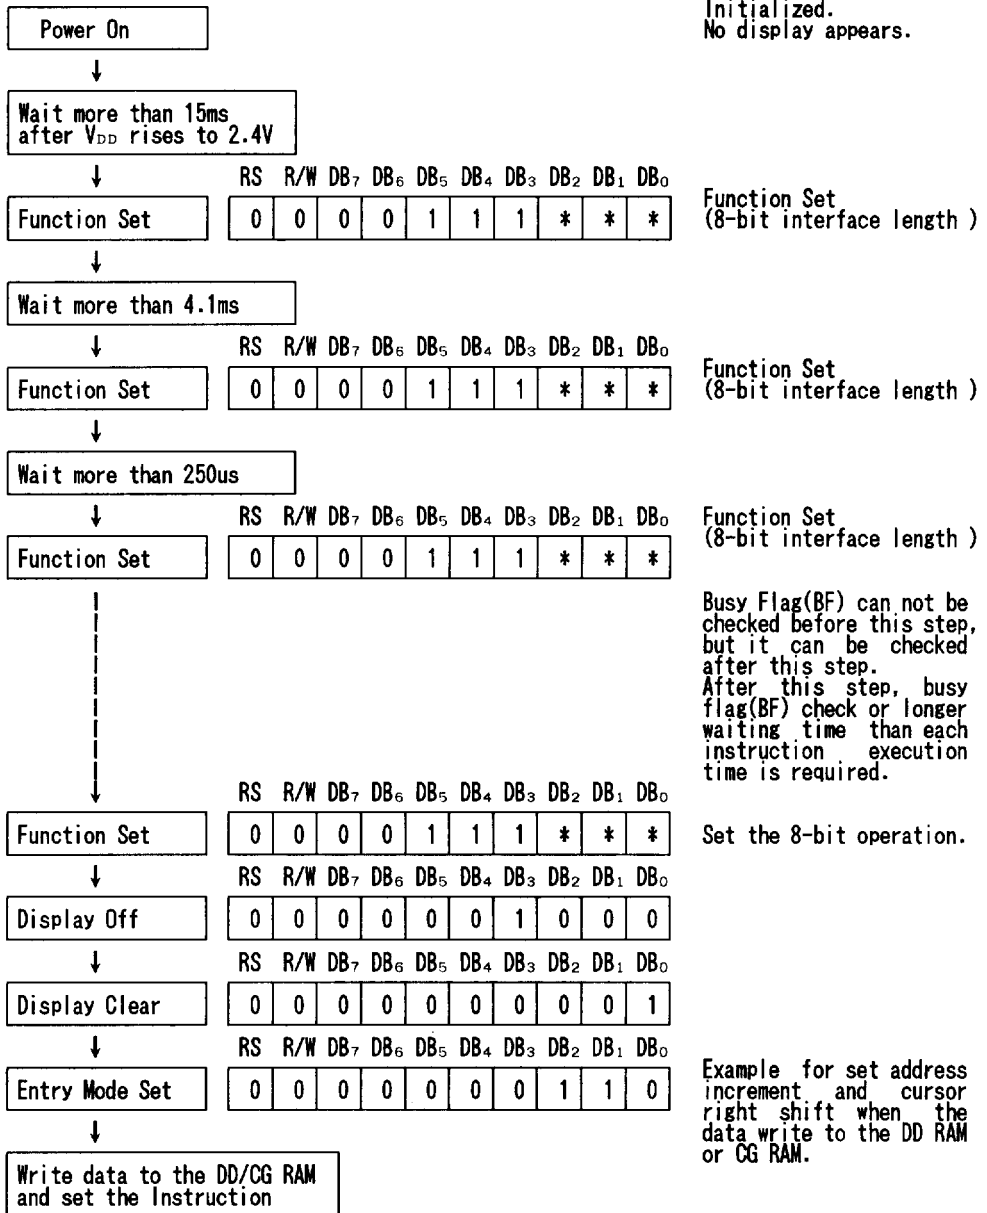 Initialized.
Power On
No display appears.
↓
Wait more than 15ms
after VDD rises to 2.4V
↓
RS R/W DB7 DB6 DB5 DB4 DB3 DB2 DB1 DB0
Function Set 0 0 0 0 1 1 1 * * *
Function Set
(8-bit interface length )
↓
Wait more than 4.1ms
↓
RS R/W DB7 DB6 DB5 DB4 DB3 DB2 DB1 DB0
Function Set 0 0 0 0 1 1 1 * * *
Function Set
(8-bit interface length )
↓
Wait more than 250us
↓
RS R/W DB7 DB6 DB5 DB4 DB3 DB2 DB1 DB0
Function Set 0 0 0 0 1 1 1 * * *
Function Set
(8-bit interface length )
Busy Flag(BF) can not be
checked before this step,
but it can be checked
after this step.
After this step, busy
flag(BF) check or longer
waiting time than each
instruction execution
time is required.
RS R/W DB7 DB6 DB5 DB4 DB3 DB2 DB1 DB0
Function Set 0 0 0 0 1 1 1 * * *
Set the 8-bit operation.
↓
RS R/W DB7 DB6 DB5 DB4 DB3 DB2 DB1 DB0
Display Off 0 0 0 0 0 0 1 0 0 0
↓
RS R/W DB7 DB6 DB5 DB4 DB3 DB2 DB1 DB0
Display Clear 0 0 0 0 0 0 0 0 0 1
↓
RS R/W DB7 DB6 DB5 DB4 DB3 DB2 DB1 DB0
Entry Mode Set 0 0 0 0 0 0 0 1 1 0
Example for set address
increment and cursor
right shift when the
data write to the DD RAM
or CG RAM.
↓
Write data to the DD/CG RAM
and set the Instruction